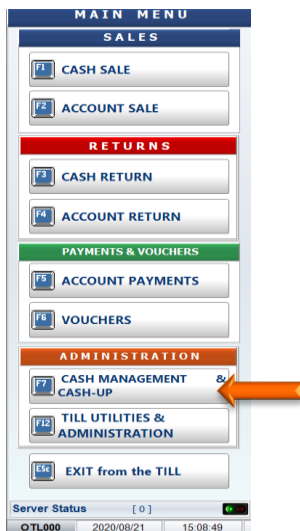 MAIN MENU
SALES
F1 CASH SALE
F2 ACCOUNT SALE
RETURNS
F3 CASH RETURN
F4 ACCOUNT RETURN
PAYMENTS & VOUCHERS
F5 ACCOUNT PAYMENTS
F6 VOUCHERS
ADMINISTRATION
F7 CASH MANAGEMENT &
CASH-UP
F12 TILL UTILITIES &
ADMINISTRATION
ESC EXIT from the TILL
Server Status [ 0 ]
OTL000 2020/08/21 15:08:49